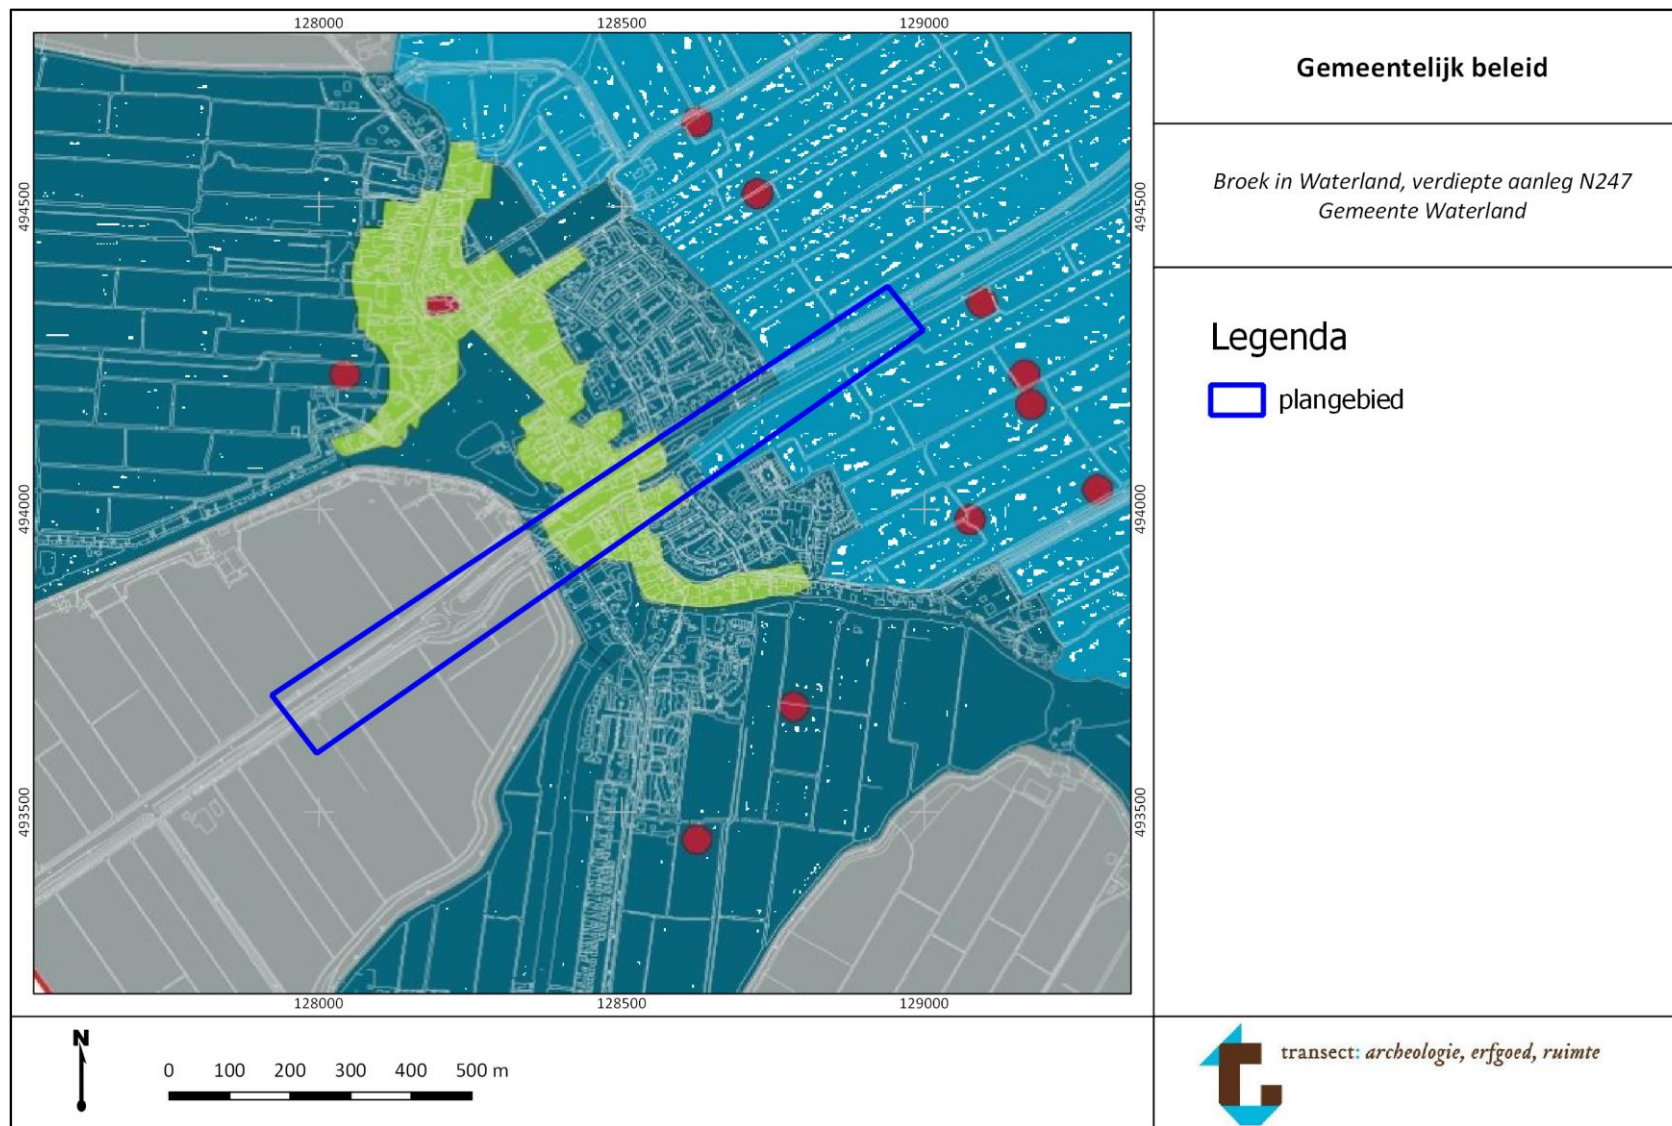 128000 128500 129000
494500 494500
494000 494000
493500 493500
128000 128500 129000
Gemeentelijk beleid
Broek in Waterland, verdiepte aanleg N247
Gemeente Waterland
Legenda
plangebied
N
0 100 200 300 400 500 m
transect: archeologie, erfgoed, ruimte